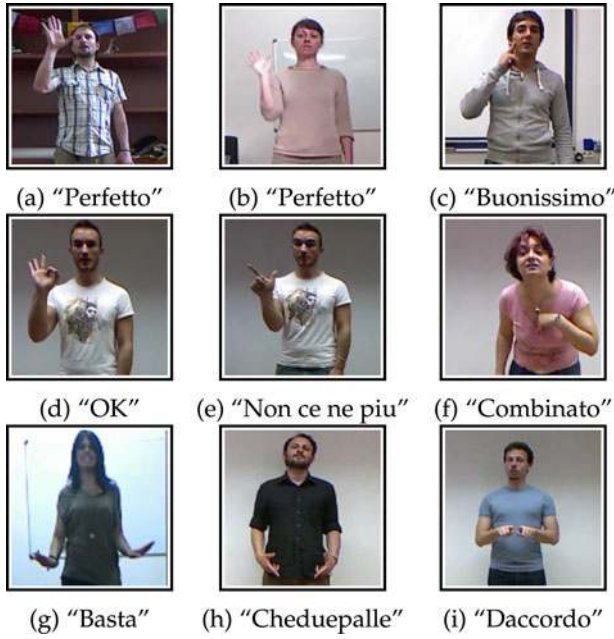 (a) "Perfetto" (b) "Perfetto" (c) "Buonissimo"
(d) "OK" (e) "Non ce ne piu" (f) "Combinato"
(g) "Basta" (h) "Cheduepalle" (i) "Daccordo"